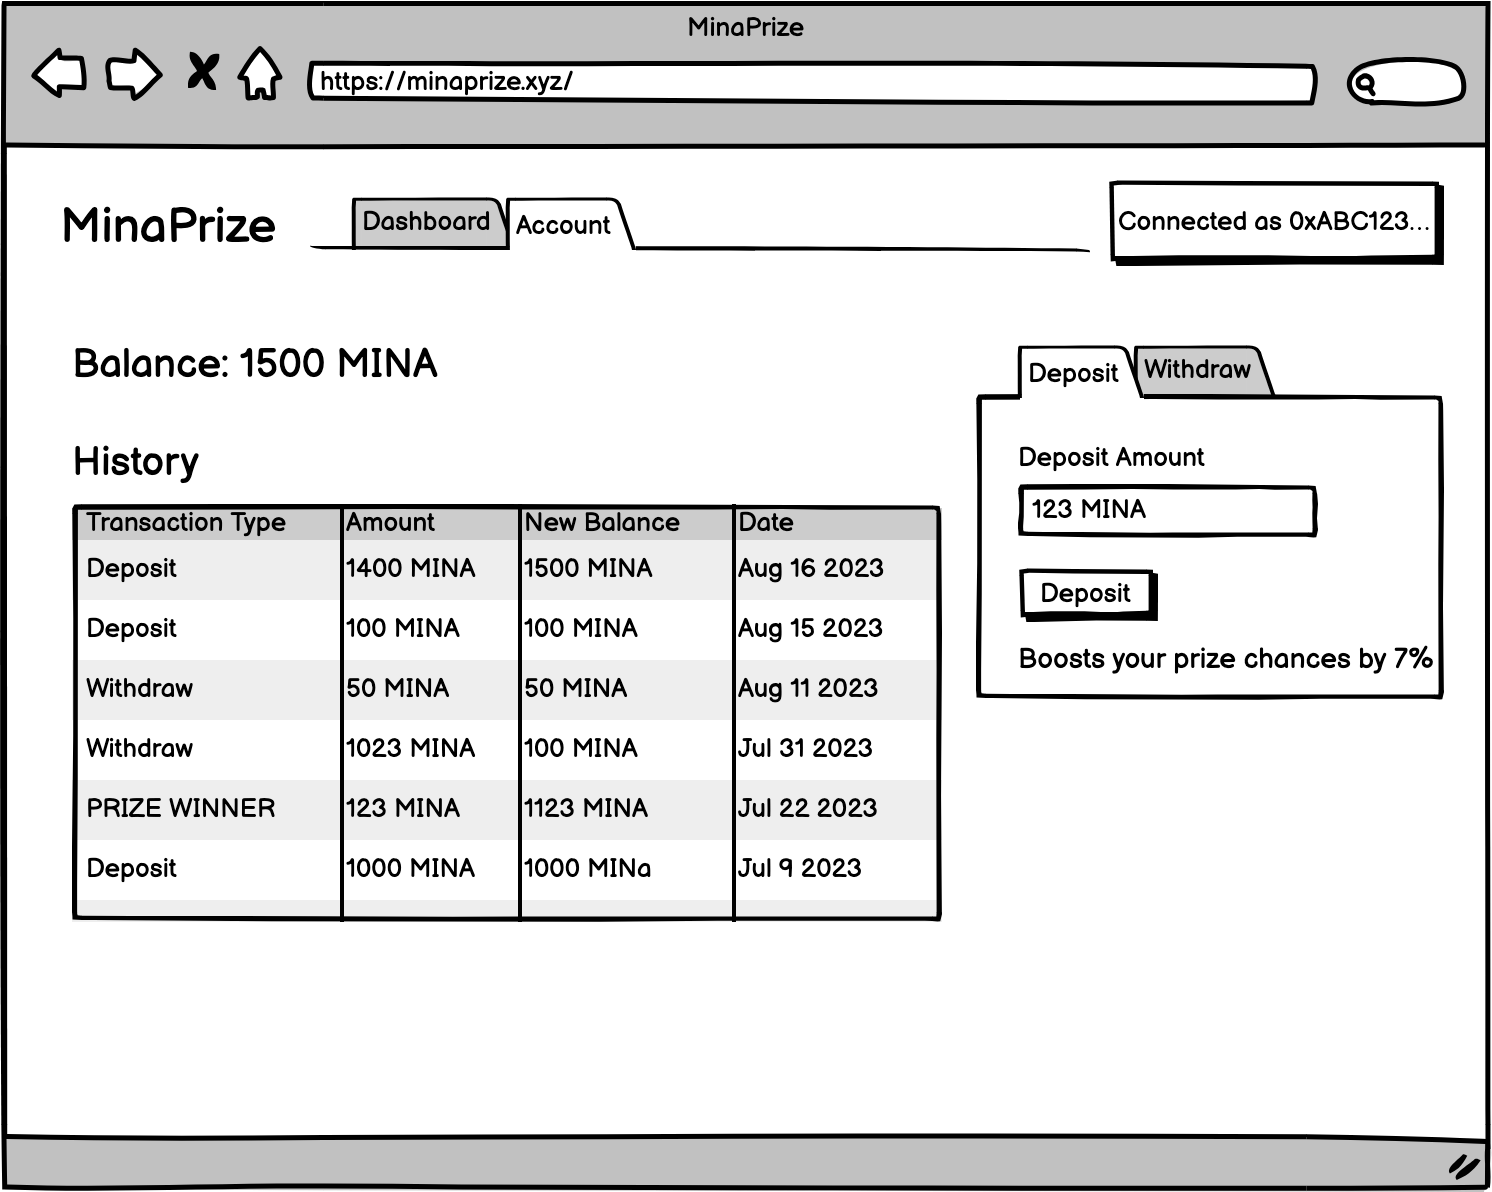 MinaPrize
https://minaprize.xyz/
MinaPrize
Dashboard
Account
Connected as 0xABC123...
Balance: 1500 MINA
History
Transaction Type Amount New Balance Date
Deposit 1400 MINA 1500 MINA Aug 16 2023
Deposit 100 MINA 100 MINA Aug 15 2023
Withdraw 50 MINA 50 MINA Aug 11 2023
Withdraw 1023 MINA 100 MINA Jul 31 2023
PRIZE WINNER 123 MINA 1123 MINA Jul 22 2023
Deposit 1000 MINA 1000 MINa Jul 9 2023
Deposit
Withdraw
Deposit Amount
123 MINA
Deposit
Boosts your prize chances by 7%